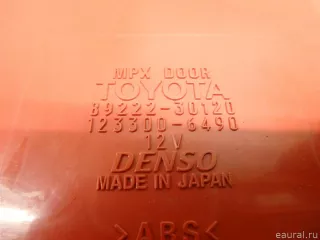 MPX DOOR
TOYOTA
89222-30120
123300-6490
12V
DENSO
MADE IN JAPAN
>ABS<
eaural.ru